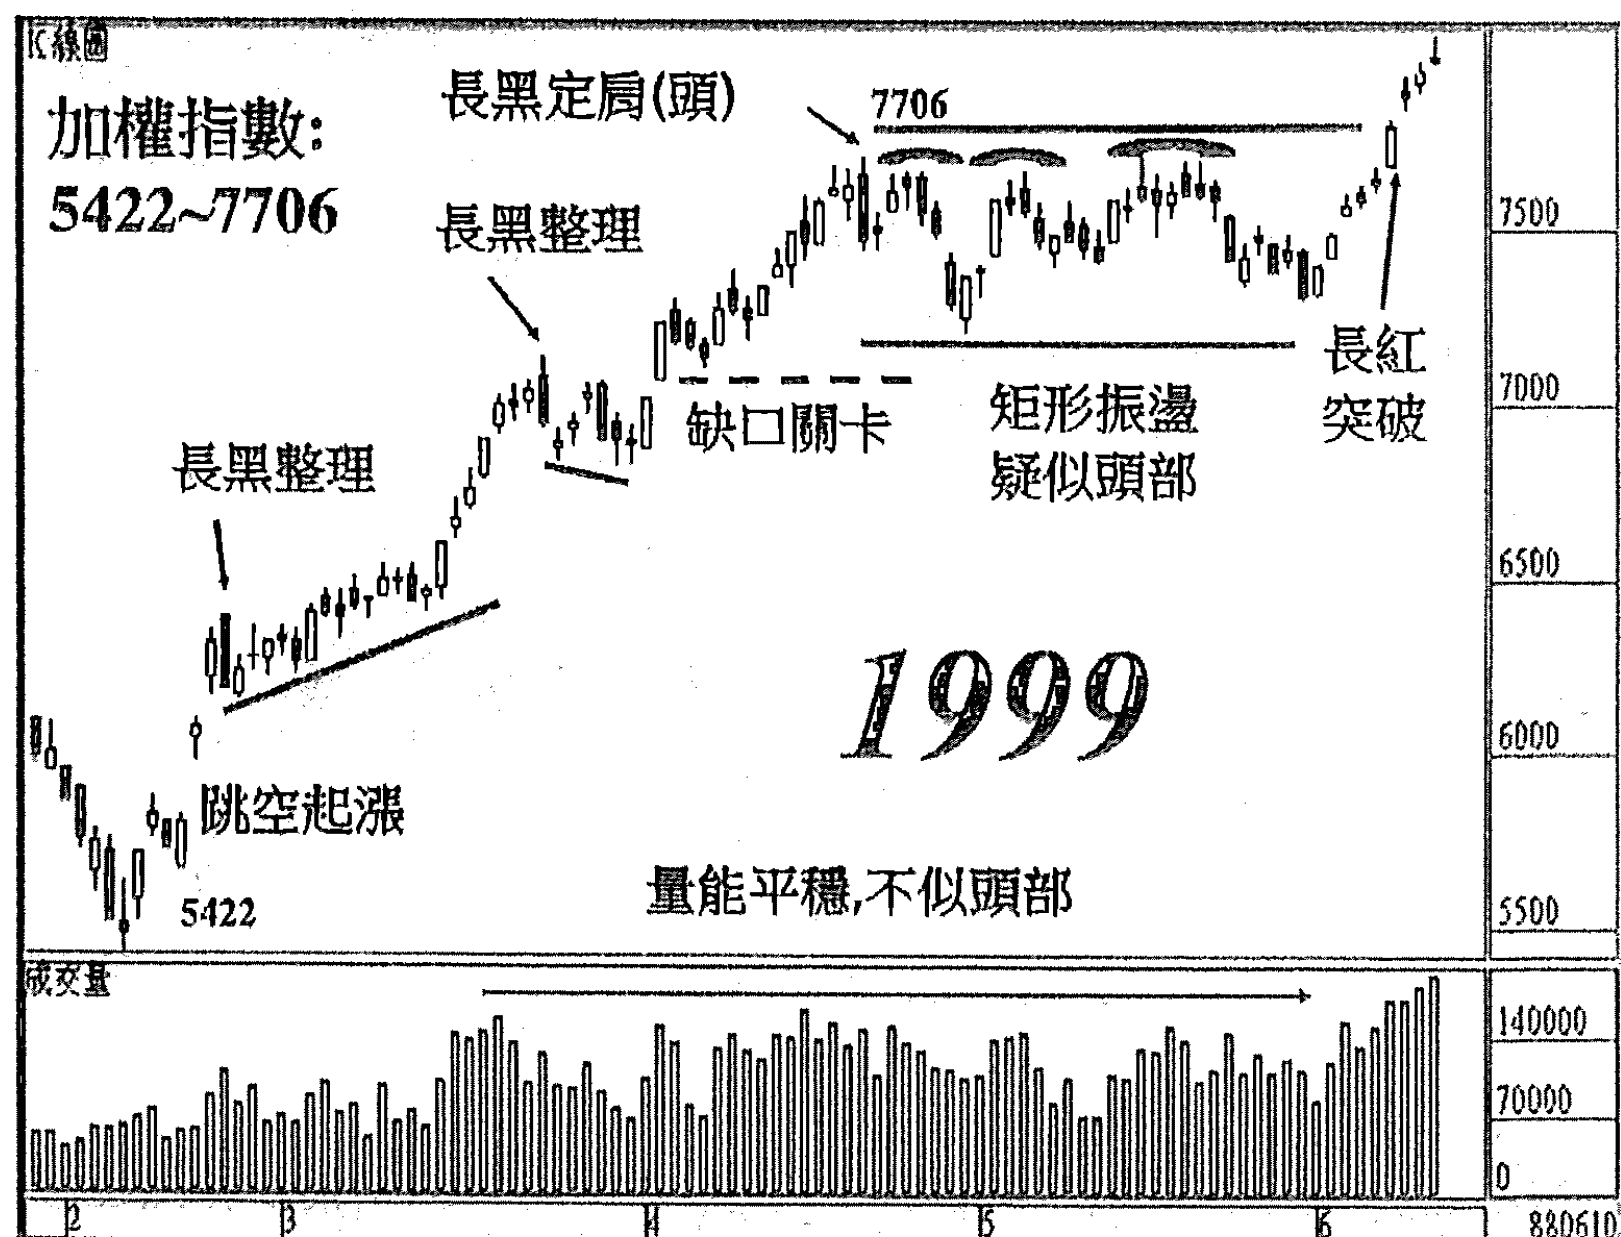 K線圖
加權指數:
5422~7706
長黑定肩(頭)
7706
長黑整理
長黑整理
跳空起漲
5422
缺口關卡
矩形振盪
疑似頭部
長紅
突破
1999
量能平穩,不似頭部
7500
7000
6500
6000
5500
成交量
140000
70000
0
2
3
4
5
6
880610